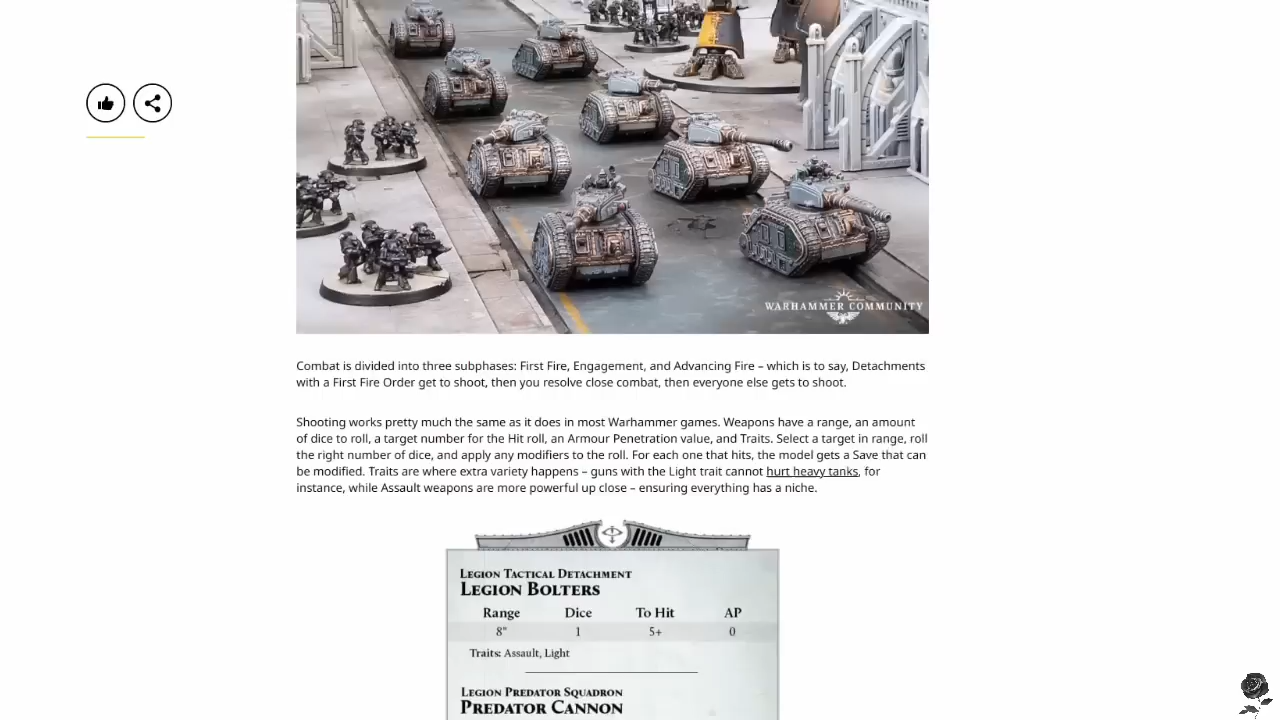 WARHAMMER COMMUNITY
Combat is divided into three subphases: First Fire, Engagement, and Advancing Fire – which is to say, Detachments
with a First Fire Order get to shoot, then you resolve close combat, then everyone else gets to shoot.
Shooting works pretty much the same as it does in most Warhammer games. Weapons have a range, an amount
of dice to roll, a target number for the Hit roll, an Armour Penetration value, and Traits. Select a target in range, roll
the right number of dice, and apply any modifiers to the roll. For each one that hits, the model gets a Save that can
be modified. Traits are where extra variety happens – guns with the Light trait cannot hurt heavy tanks, for
instance, while Assault weapons are more powerful up close – ensuring everything has a niche.
Legion Tactical Detachment
Legion Bolters
Range Dice To Hit AP
8" 1 5+ 0
Traits: Assault, Light
Legion Predator Squadron
Predator Cannon